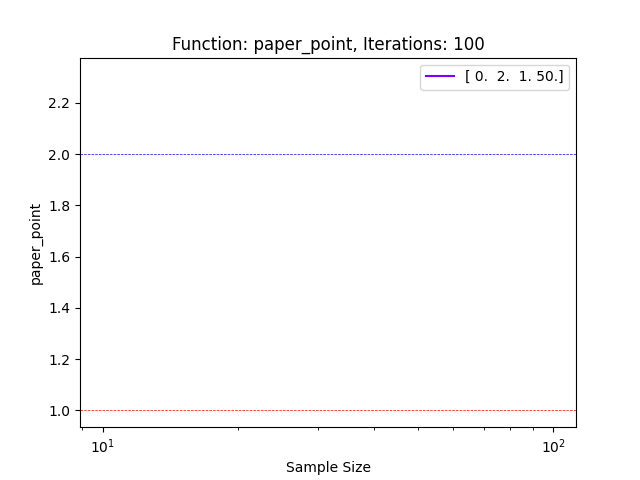 Function: paper_point, Iterations: 100
[ 0.  2.  1. 50.]
2.2
2.0
1.8
1.6
1.4
1.2
1.0
paper_point
10¹
10²
Sample Size